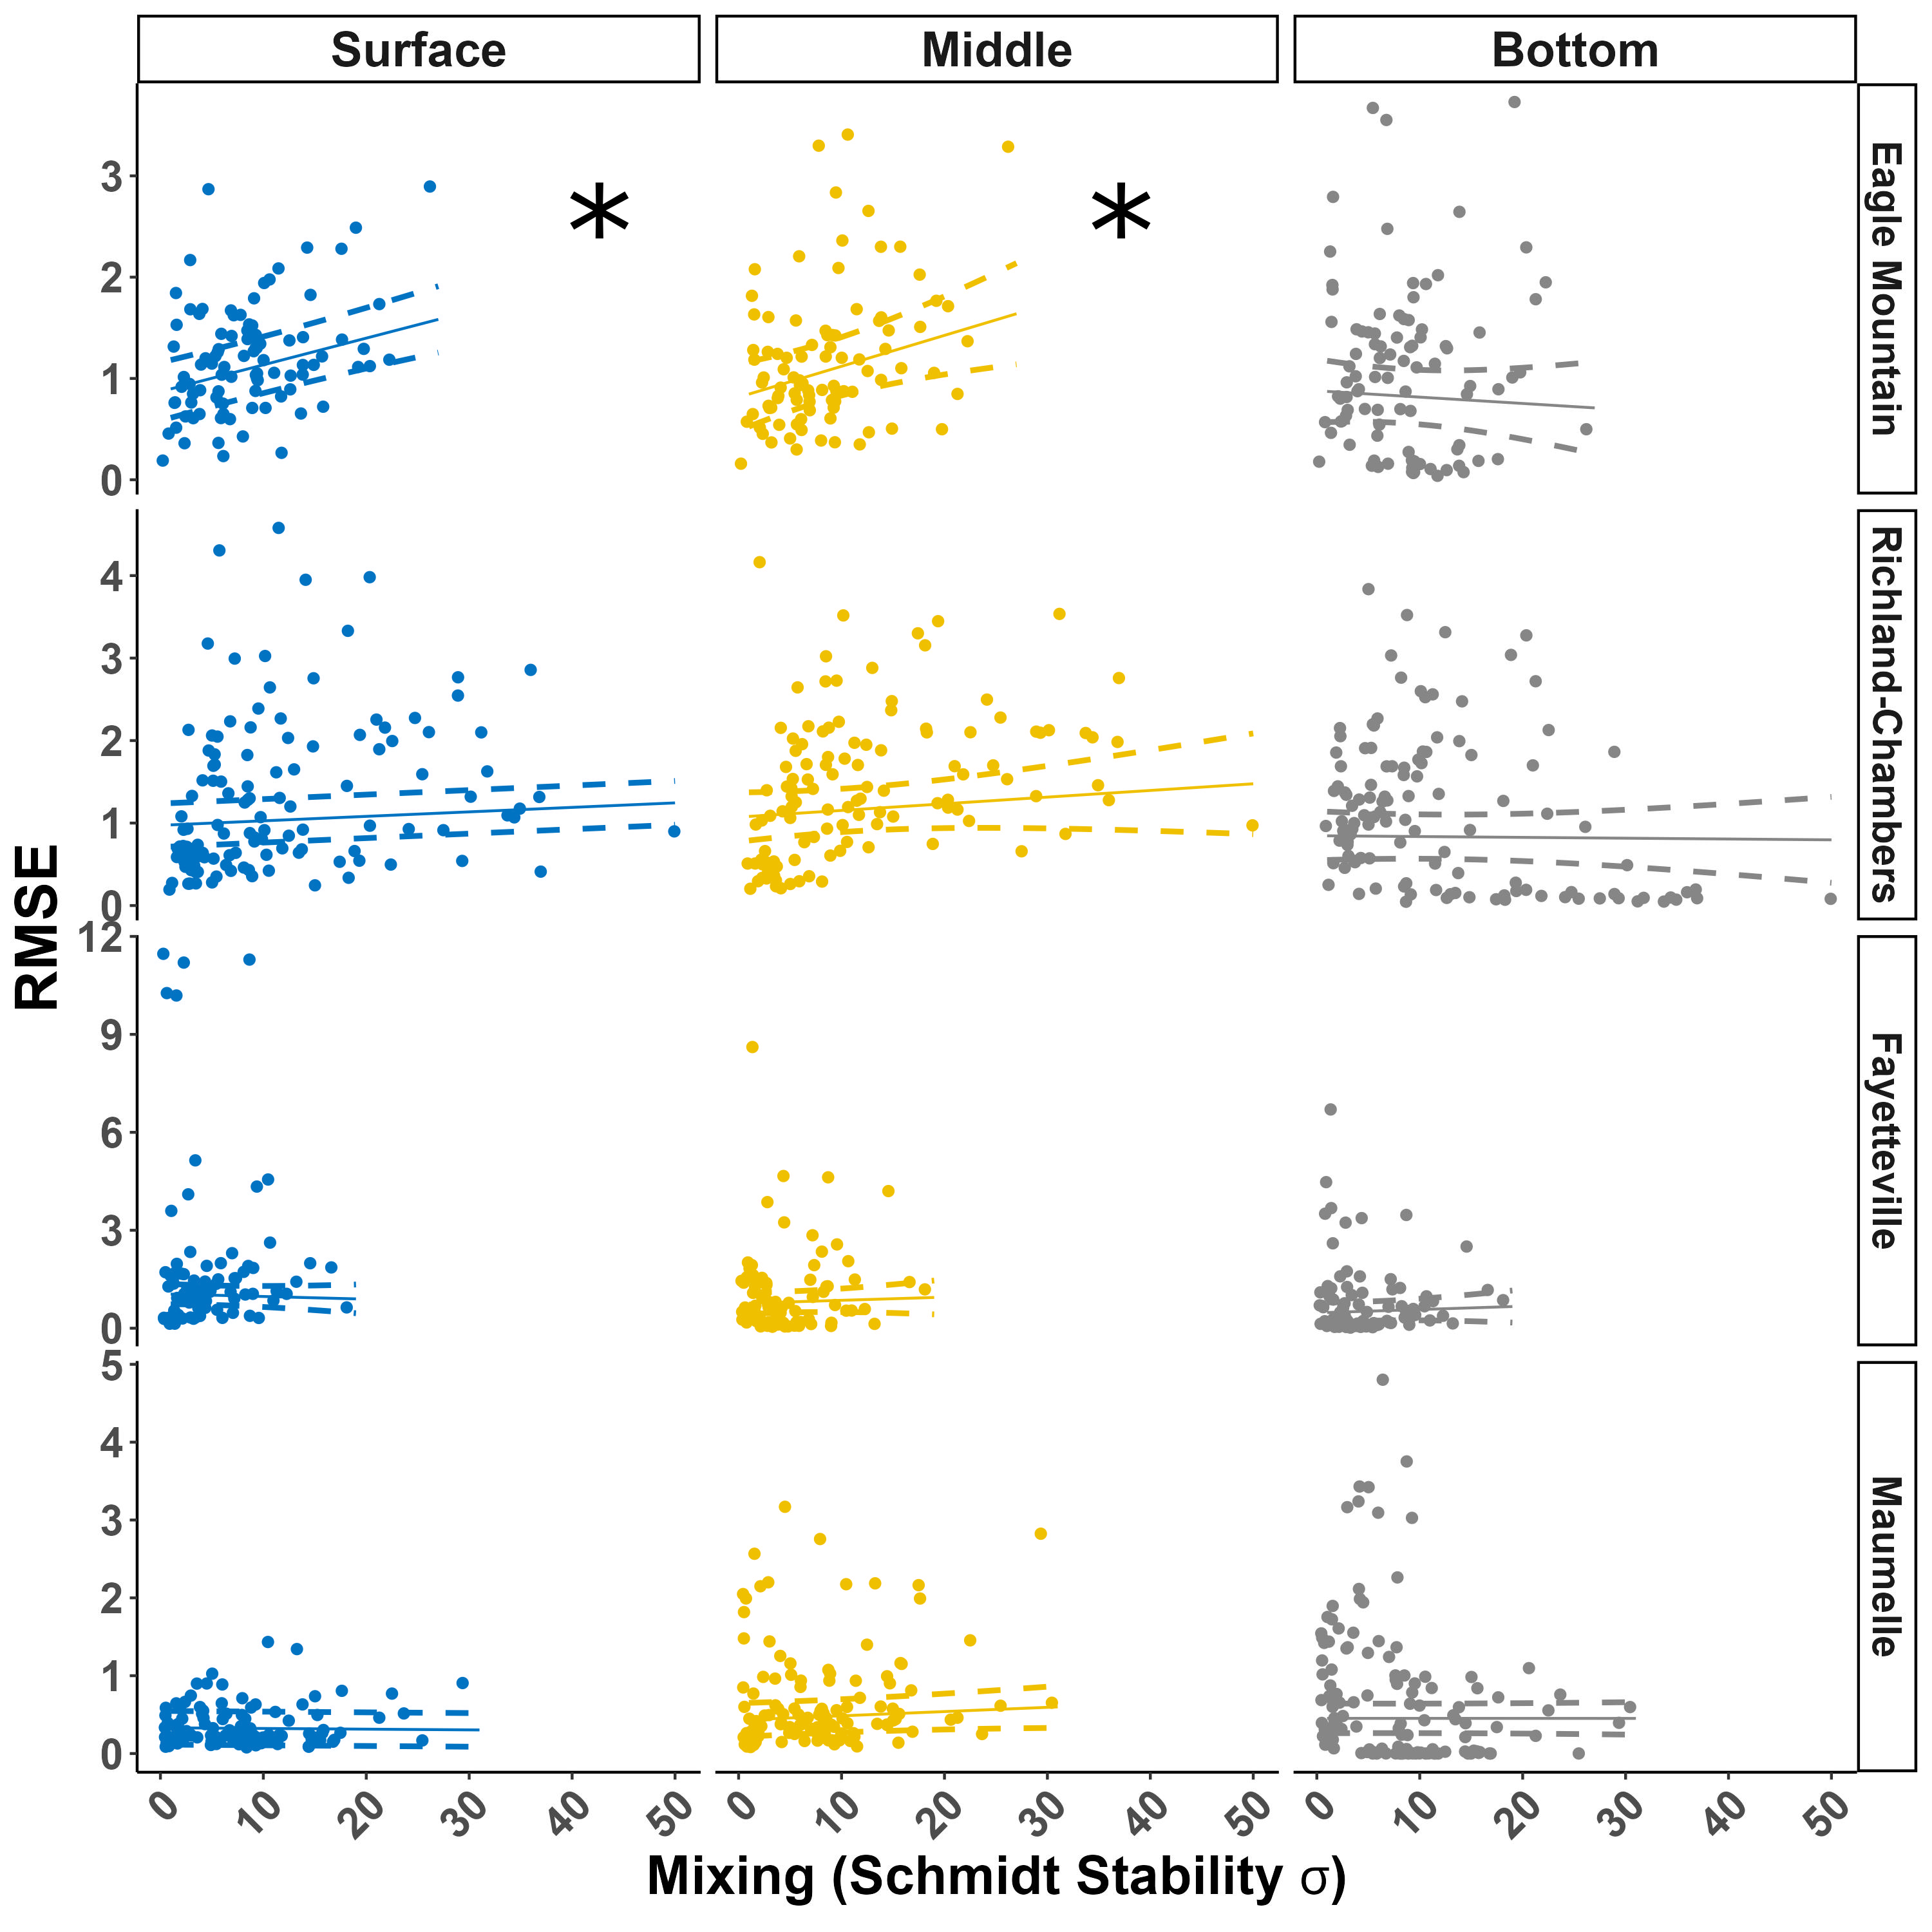 Surface Middle Bottom
RMSE
3
2
1
0
Eagle Mountain
* *
4
3
2
1
0
Richland-Chambers
12
9
6
3
0
Fayetteville
5
4
3
2
1
0
Maumelle
0 10 20 30 40 50 0 10 20 30 40 50 0 10 20 30 40 50
Mixing (Schmidt Stability σ)